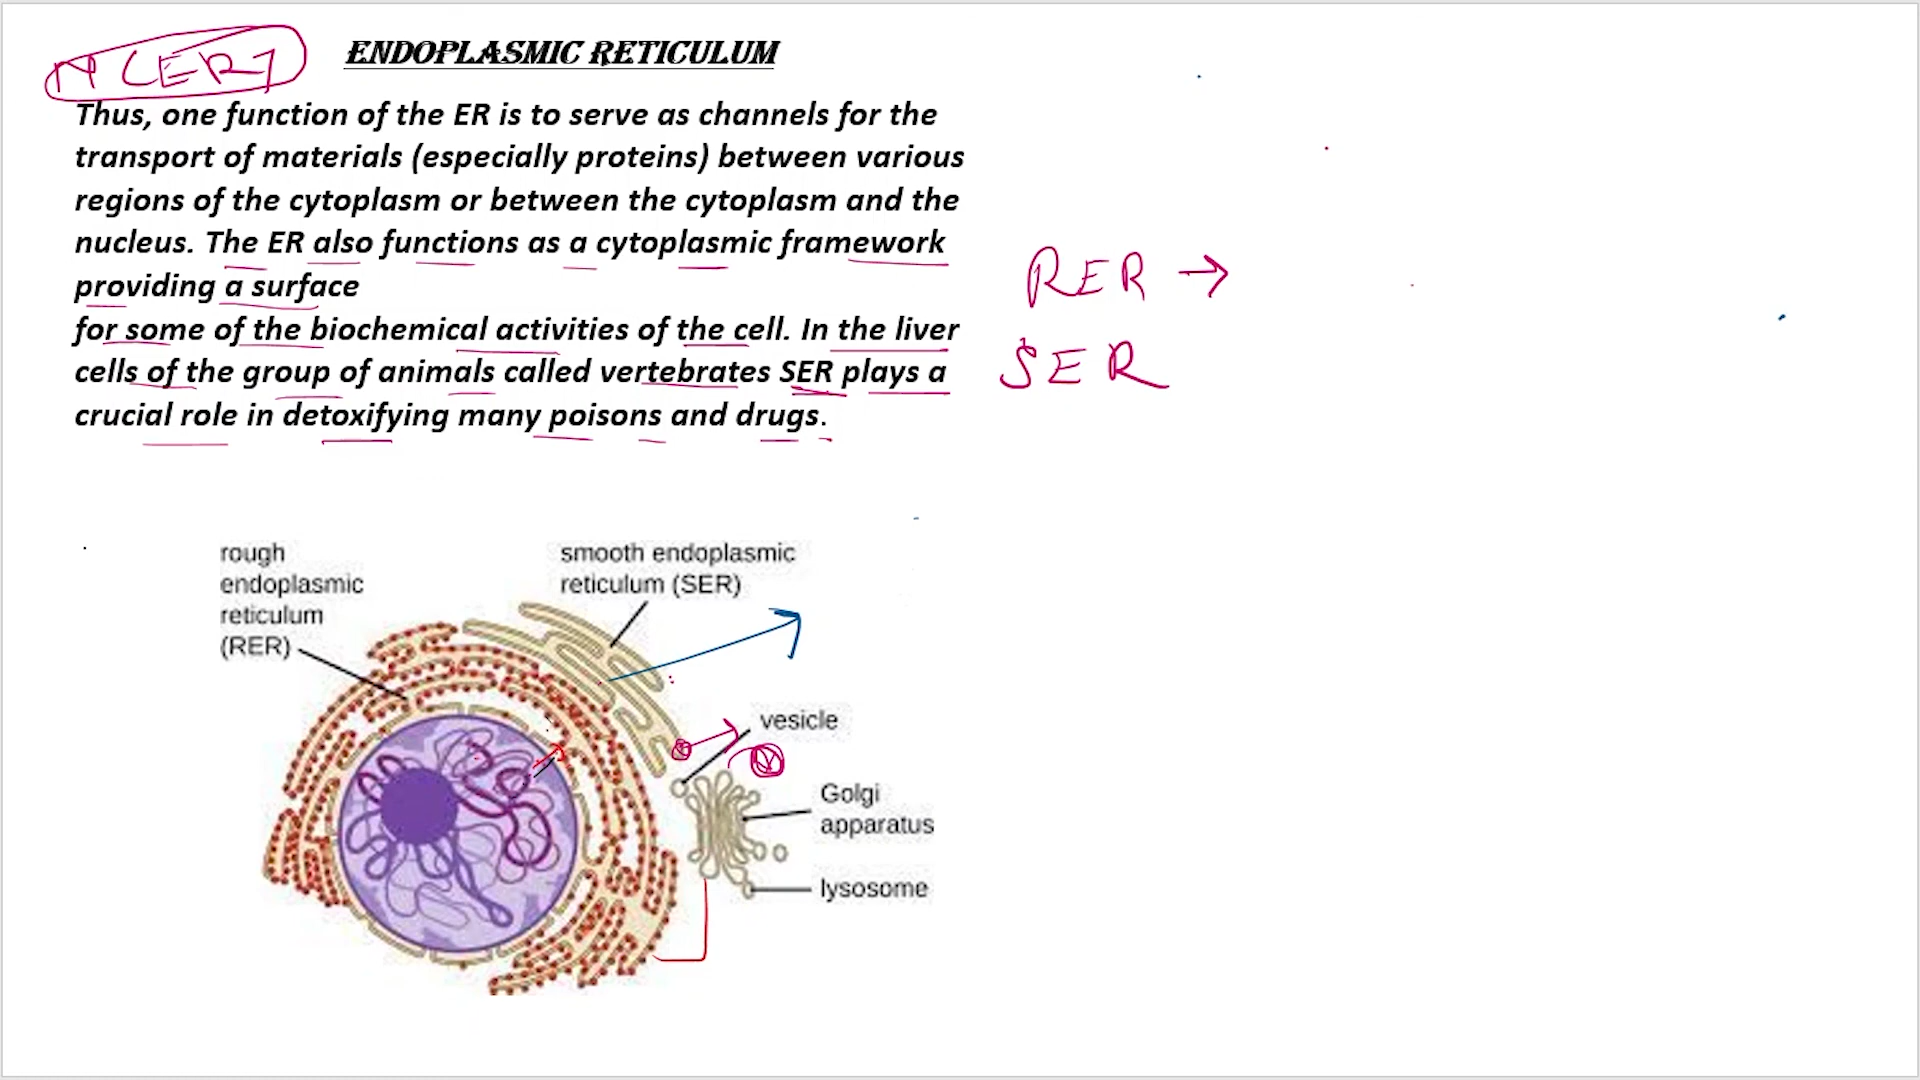 NCERT
ENDOPLASMIC RETICULUM
Thus, one function of the ER is to serve as channels for the
transport of materials (especially proteins) between various
regions of the cytoplasm or between the cytoplasm and the
nucleus. The ER also functions as a cytoplasmic framework
providing a surface
for some of the biochemical activities of the cell. In the liver
cells of the group of animals called vertebrates SER plays a
crucial role in detoxifying many poisons and drugs.
RER →
SER
rough
endoplasmic
reticulum
(RER)
smooth endoplasmic
reticulum (SER)
vesicle
Golgi
apparatus
lysosome